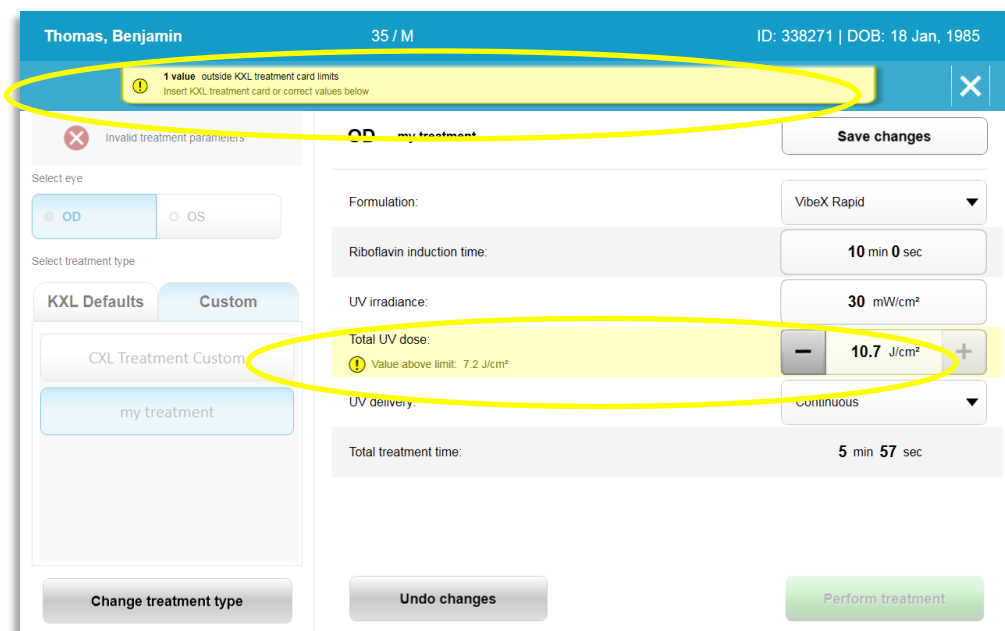 Thomas, Benjamin 35 / M ID: 338271 | DOB: 18 Jan, 1985
1 value outside KXL treatment card limits
Insert KXL treatment card or correct values below
Invalid treatment parameters
OD my treatment
Save changes
Select eye
OD OS
Select treatment type
KXL Defaults Custom
CXL Treatment Custom
my treatment
Change treatment type
Formulation: VibeX Rapid
Riboflavin induction time: 10 min 0 sec
UV irradiance: 30 mW/cm²
Total UV dose: 10.7 J/cm²
Value above limit: 7.2 J/cm²
UV delivery: Continuous
Total treatment time: 5 min 57 sec
Undo changes
Perform treatment